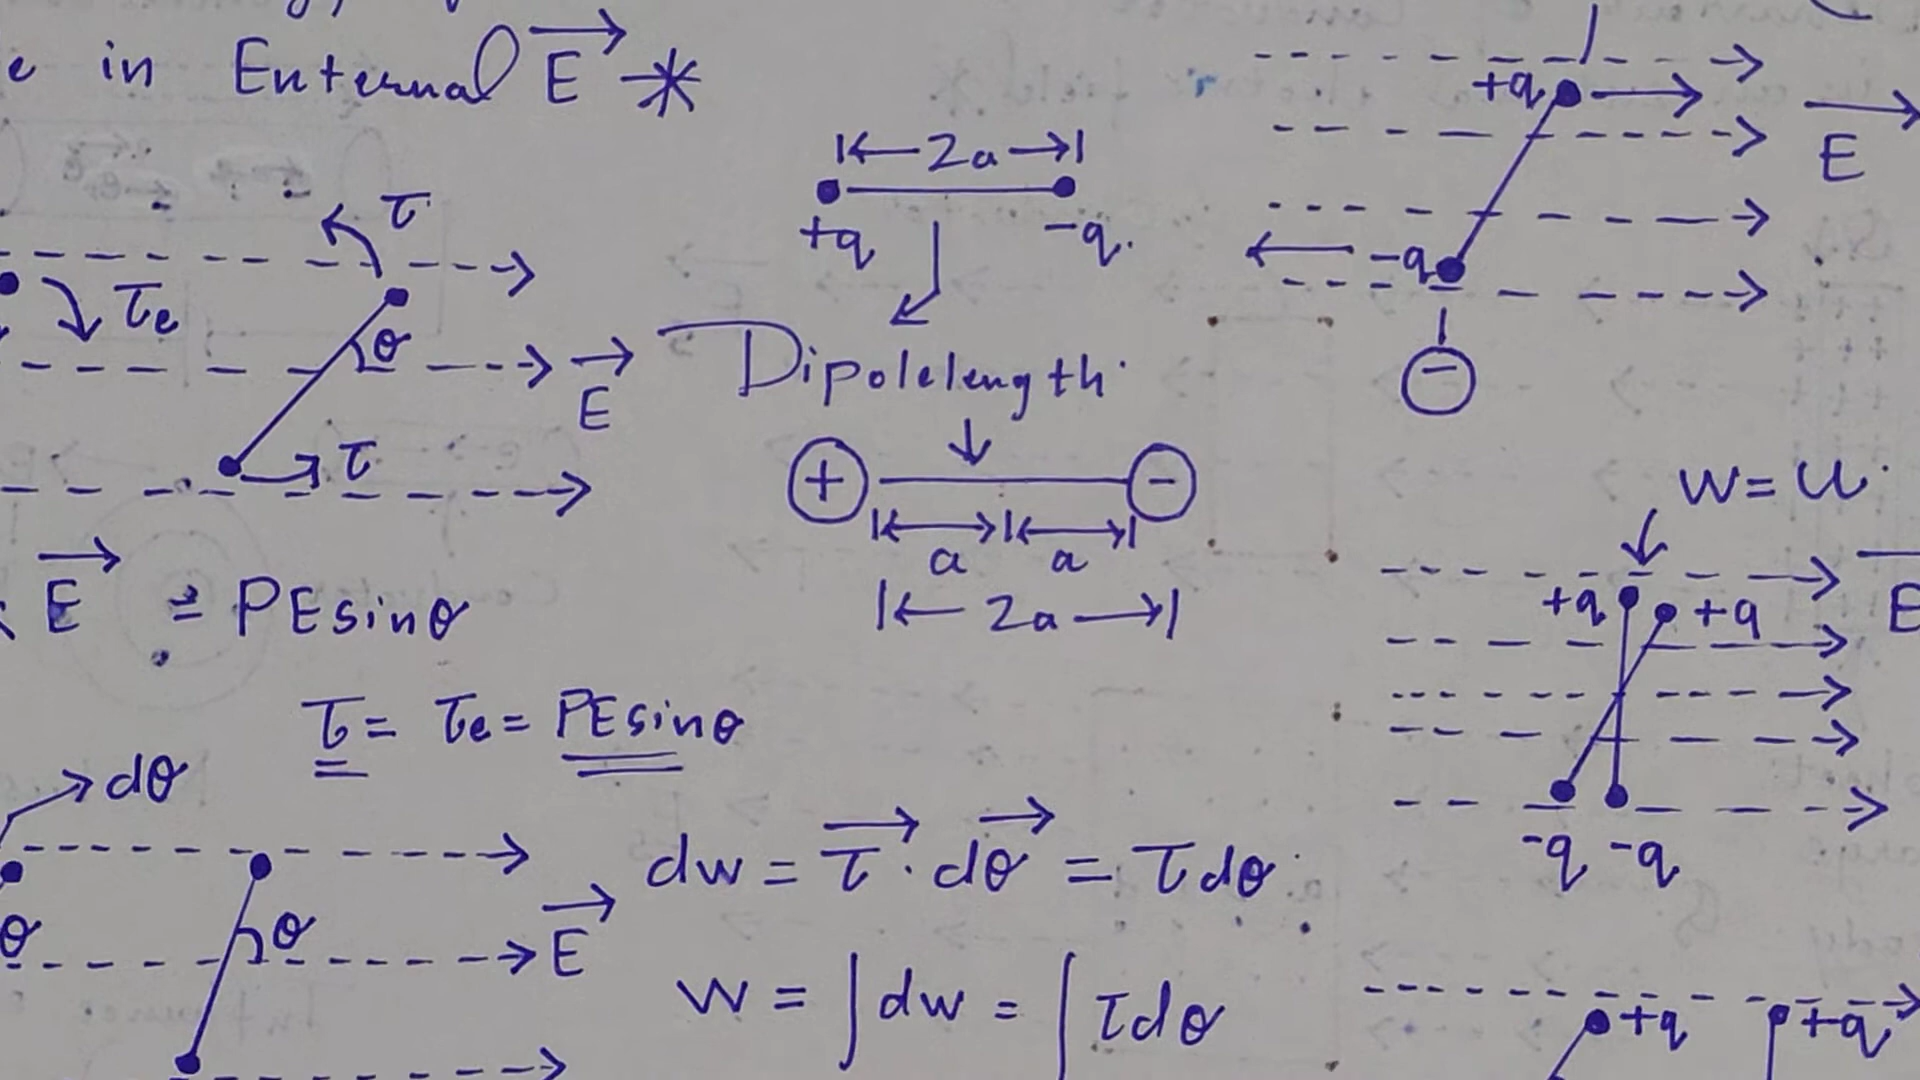 e in External E *
2a
+q -q.
Dipolelength.
+ -
a a
2a
τ
τe
θ
E
τ
E = PEsinθ
τ = τe = PEsinθ
dθ
θ
θ
E
dw = τ . dθ = τdθ
W = ∫dw = ∫τdθ
+q
E
-q
-
W = U.
+q +q
E
-q -q
+q +q